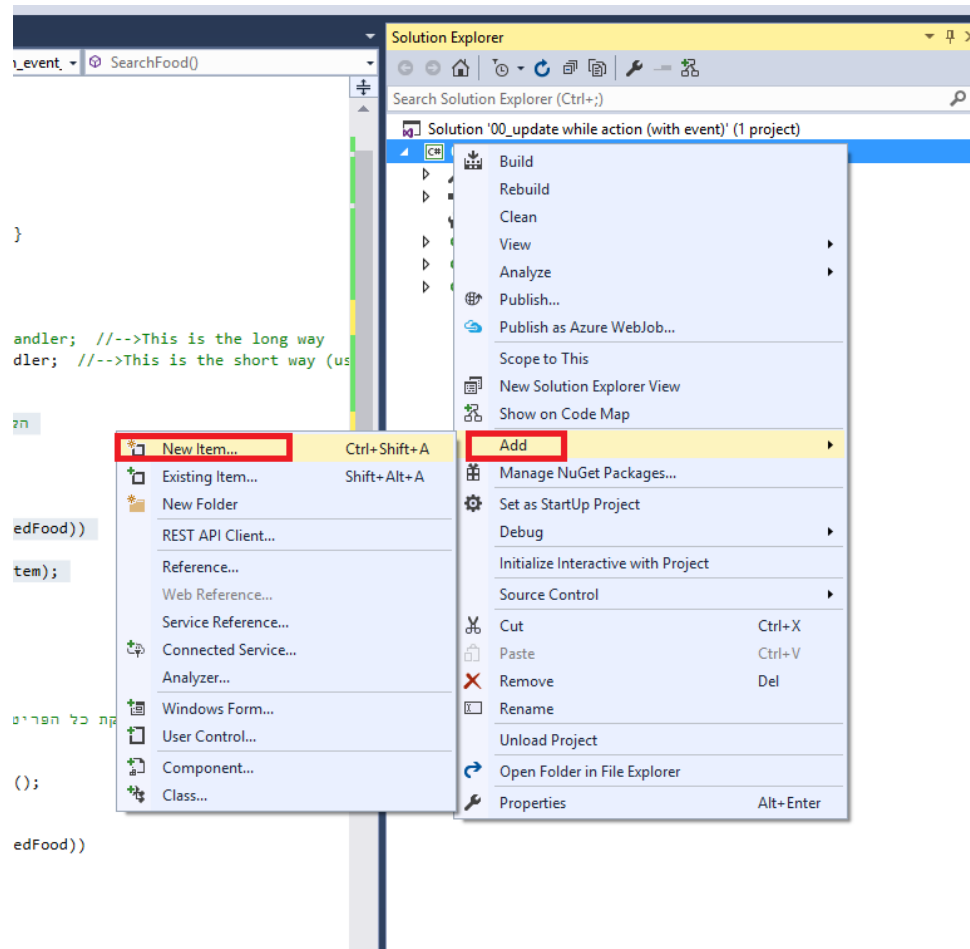 Solution Explorer
n_event_ SearchFood()
Search Solution Explorer (Ctrl+;)
Solution '00_update while action (with event)' (1 project)
C#
}
andler; //-->This is the long way
dler; //-->This is the short way (us
edFood))
tem);
קת כל הפריט
();
edFood))
Build
Rebuild
Clean
View
Analyze
Publish...
Publish as Azure WebJob...
Scope to This
New Solution Explorer View
Show on Code Map
Add
Manage NuGet Packages...
Set as StartUp Project
Debug
Initialize Interactive with Project
Source Control
Cut Ctrl+X
Paste Ctrl+V
Remove Del
Rename
Unload Project
Open Folder in File Explorer
Properties Alt+Enter
New Item... Ctrl+Shift+A
Existing Item... Shift+Alt+A
New Folder
REST API Client...
Reference...
Web Reference...
Service Reference...
Connected Service...
Analyzer...
Windows Form...
User Control...
Component...
Class...